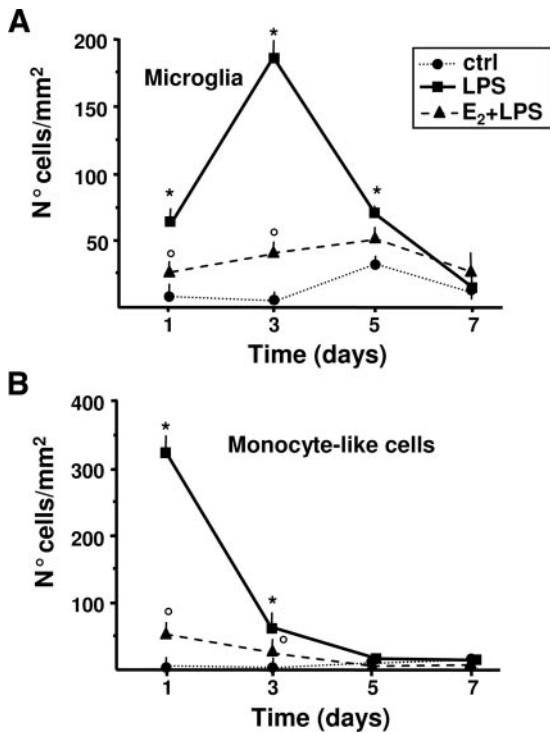 A
Microglia
ctrl
LPS
E₂+LPS
N° cells/mm²
200
150
100
50
*
*
*
°
°
1 3 5 7
Time (days)
B
Monocyte-like cells
N° cells/mm²
400
300
200
100
*
*
°
°
1 3 5 7
Time (days)